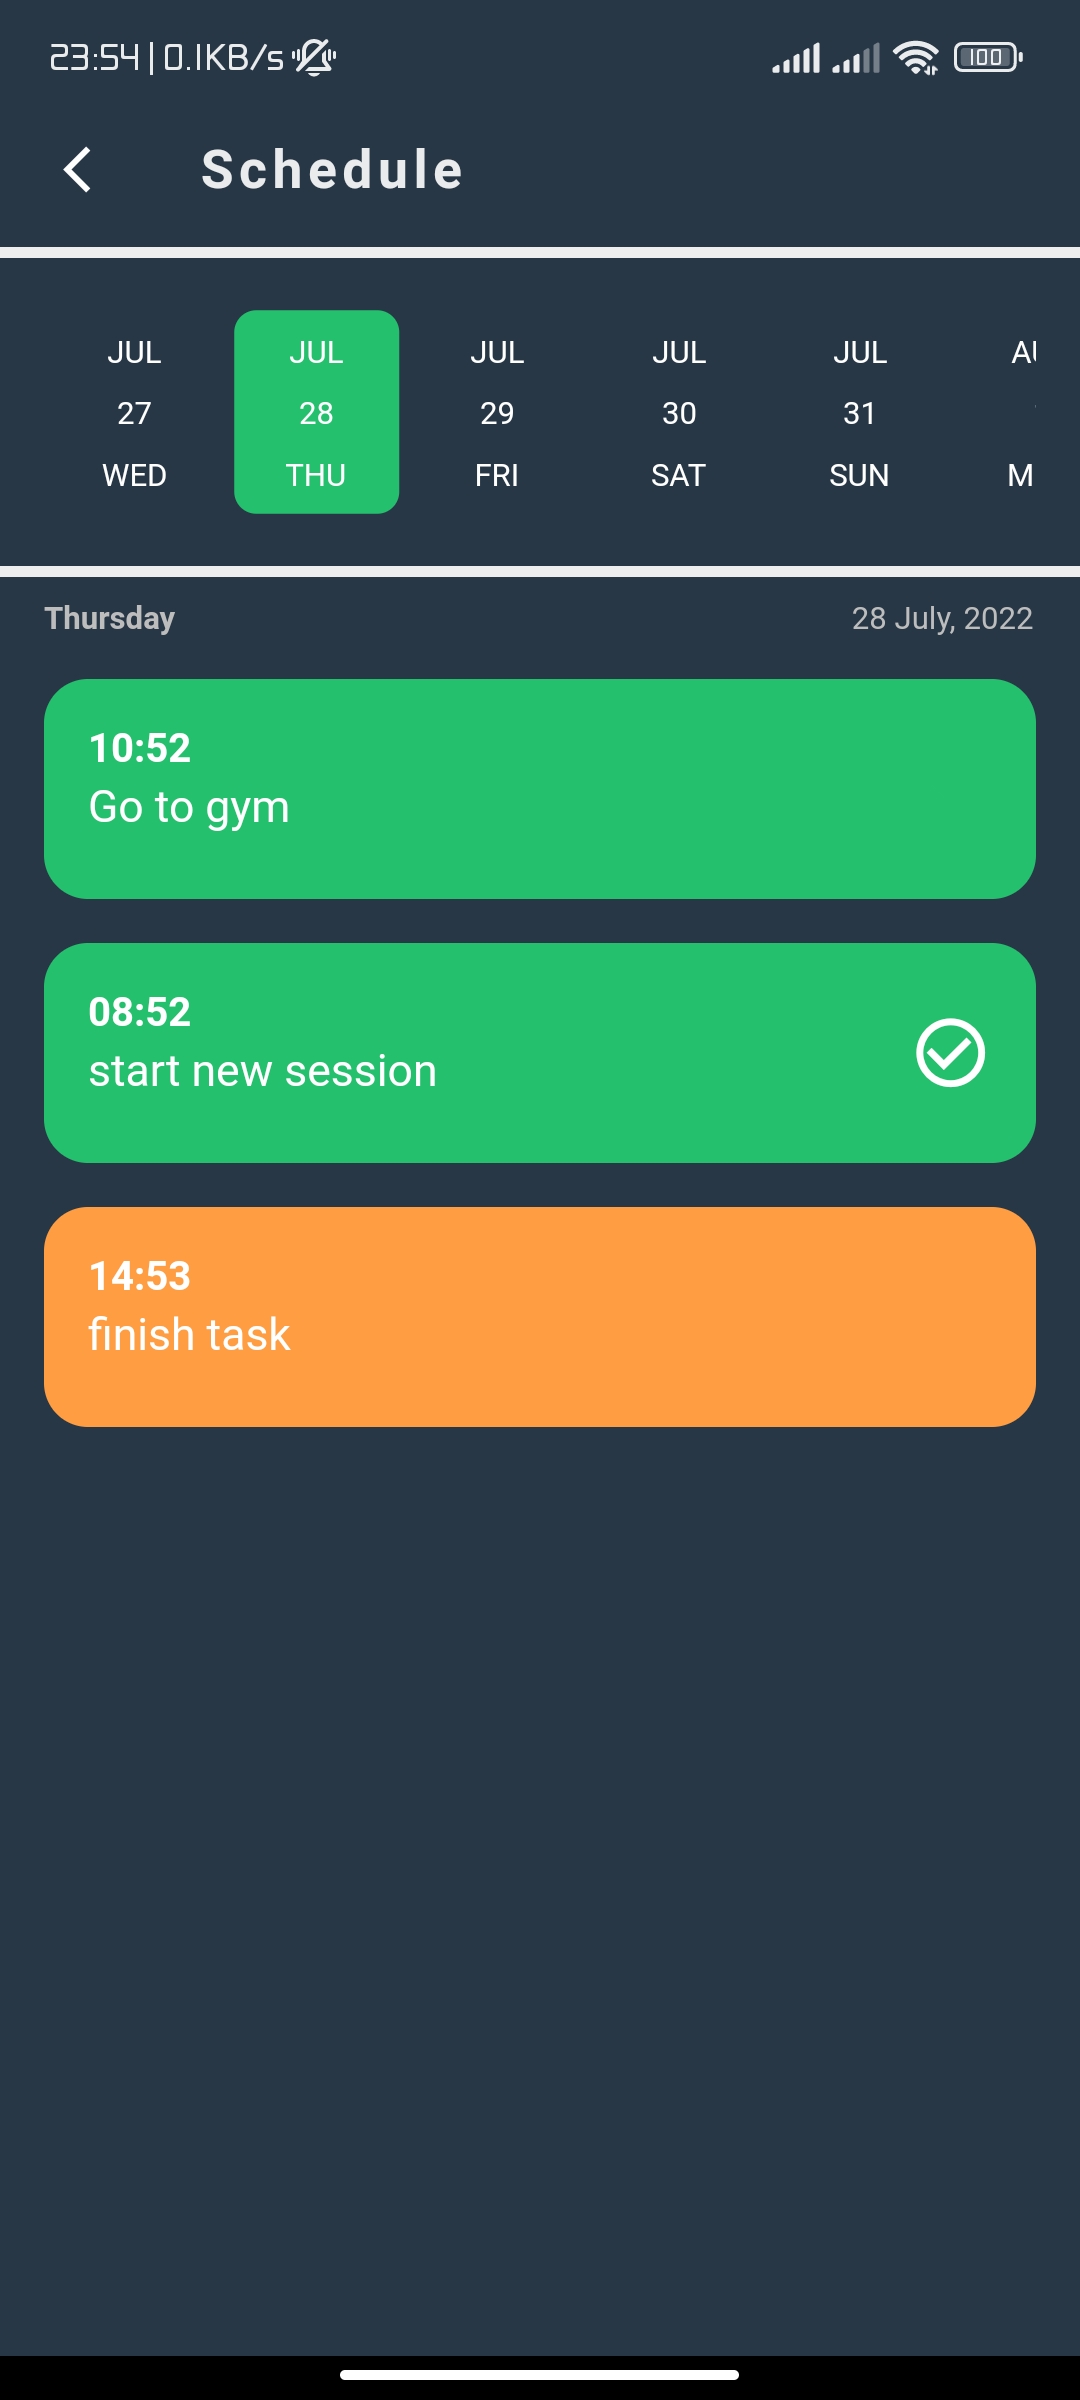 23:54 | 0.1KB/s
100
Schedule
JUL JUL JUL JUL JUL
27 28 29 30 31
WED THU FRI SAT SUN
Thursday 28 July, 2022
10:52
Go to gym
08:52
start new session
14:53
finish task